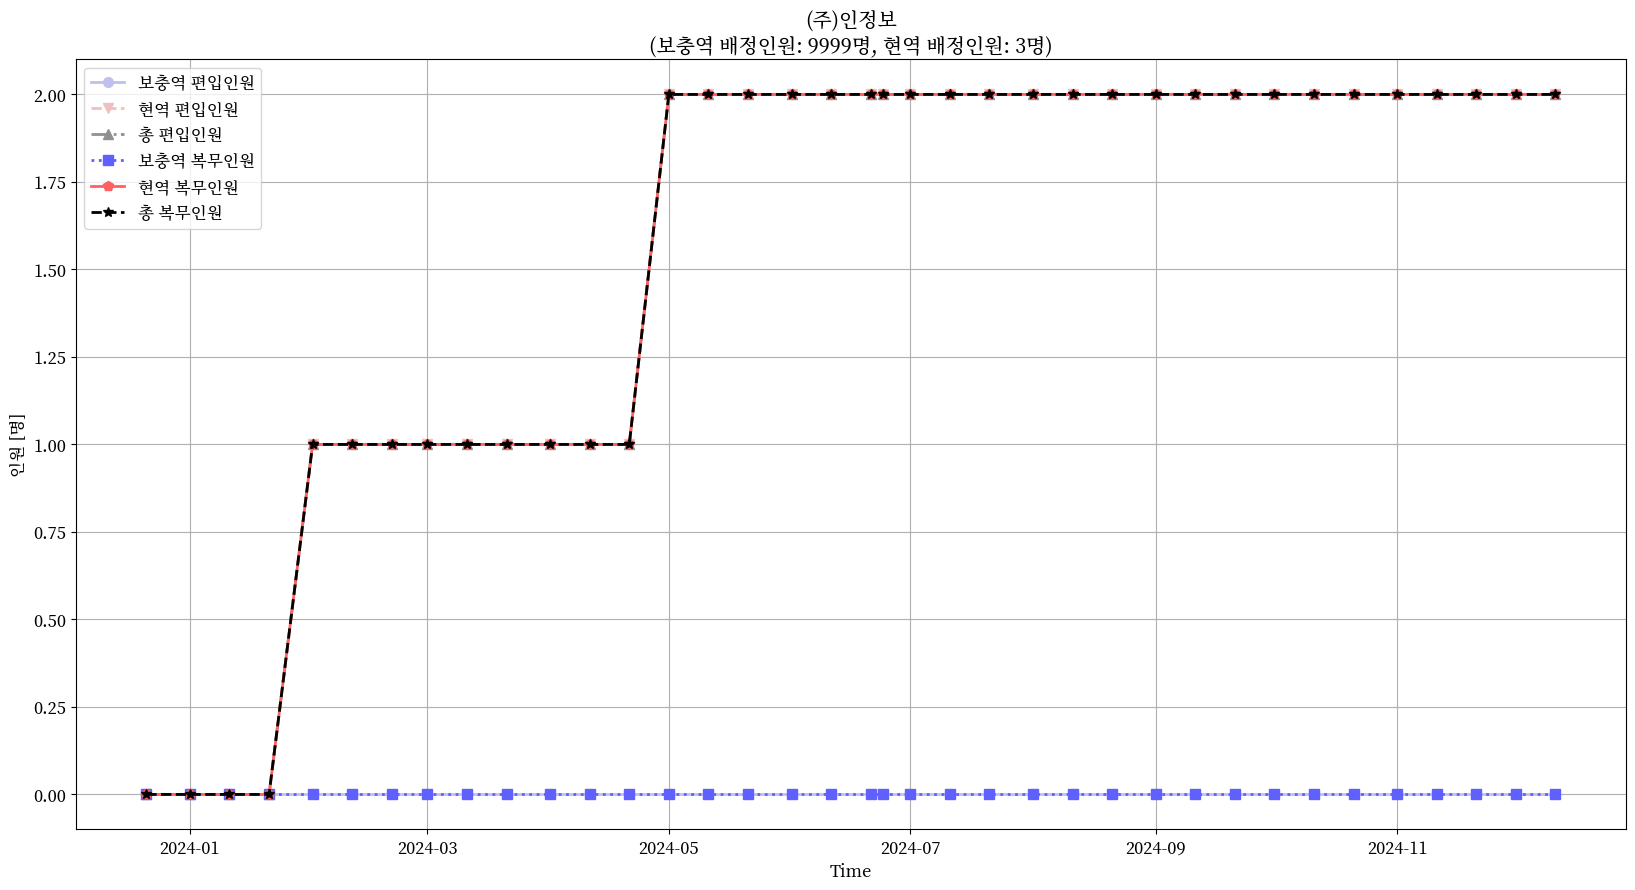 (주)인정보
(보충역 배정인원: 9999명, 현역 배정인원: 3명)
보충역 편입인원
현역 편입인원
총 편입인원
보충역 복무인원
현역 복무인원
총 복무인원
인원 [명]
2.00
1.75
1.50
1.25
1.00
0.75
0.50
0.25
0.00
2024-01 2024-03 2024-05 2024-07 2024-09 2024-11
Time